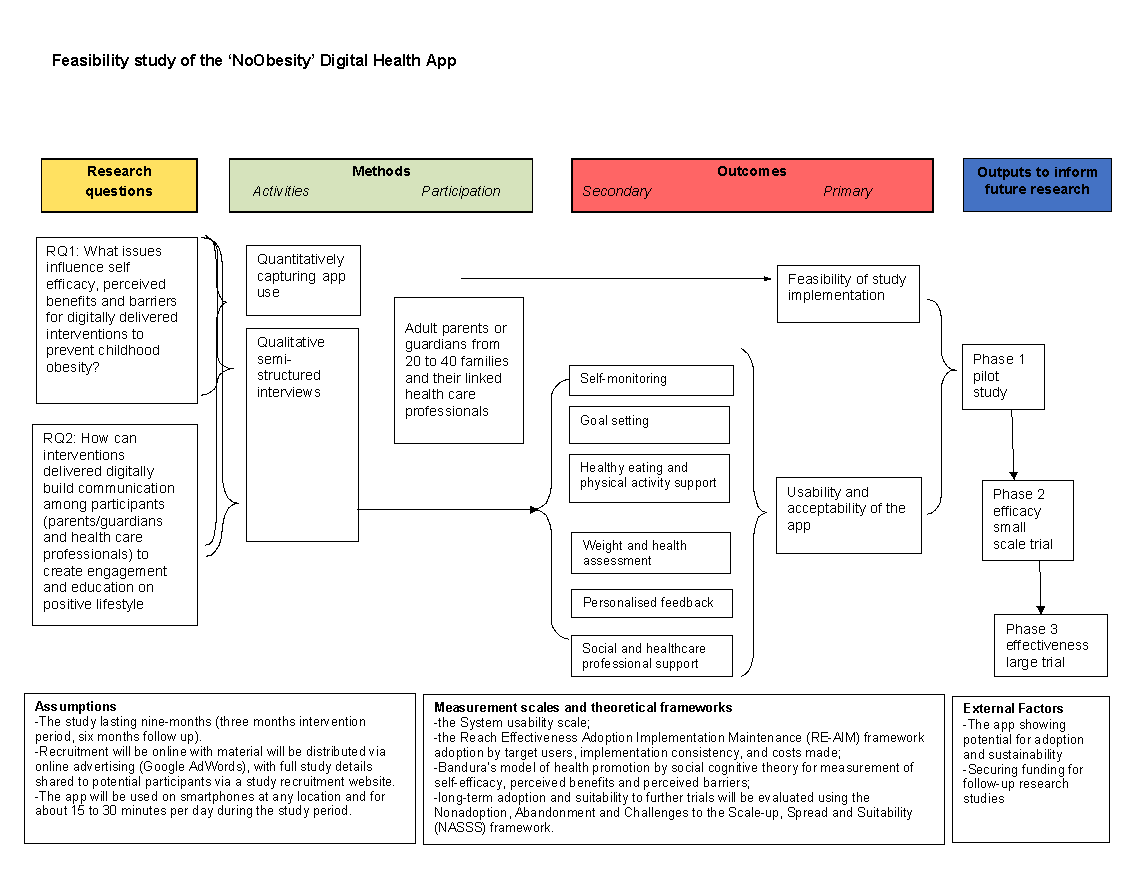 Feasibility study of the ‘NoObesity’ Digital Health App
Research
questions
Methods
Activities Participation
Outcomes
Secondary Primary
Outputs to inform
future research
RQ1: What issues
influence self
efficacy, perceived
benefits and barriers
for digitally delivered
interventions to
prevent childhood
obesity?
RQ2: How can
interventions
delivered digitally
build communication
among participants
(parents/guardians
and health care
professionals) to
create engagement
and education on
positive lifestyle
Quantitatively
capturing app
use
Qualitative
semi-
structured
interviews
Adult parents or
guardians from
20 to 40 families
and their linked
health care
professionals
Self-monitoring
Goal setting
Healthy eating and
physical activity support
Weight and health
assessment
Personalised feedback
Social and healthcare
professional support
Feasibility of study
implementation
Usability and
acceptability of the
app
Phase 1
pilot
study
Phase 2
efficacy
small
scale trial
Phase 3
effectiveness
large trial
Assumptions
-The study lasting nine-months (three months intervention
period, six months follow up).
-Recruitment will be online with material will be distributed via
online advertising (Google AdWords), with full study details
shared to potential participants via a study recruitment website.
-The app will be used on smartphones at any location and for
about 15 to 30 minutes per day during the study period.
Measurement scales and theoretical frameworks
-the System usability scale;
-the Reach Effectiveness Adoption Implementation Maintenance (RE-AIM) framework
adoption by target users, implementation consistency, and costs made;
-Bandura’s model of health promotion by social cognitive theory for measurement of
self-efficacy, perceived benefits and perceived barriers;
-long-term adoption and suitability to further trials will be evaluated using the
Nonadoption, Abandonment and Challenges to the Scale-up, Spread and Suitability
(NASSS) framework.
External Factors
-The app showing
potential for adoption
and sustainability
-Securing funding for
follow-up research
studies